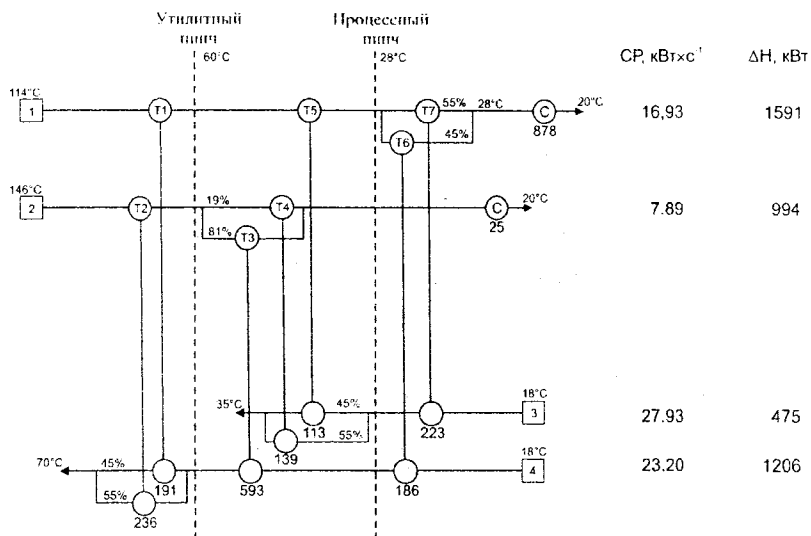 Утилитный
пинч
60°C
Процессный
пинч
28°C
CP, кВт×с⁻¹
ΔH, кВт
114°C
1
T1
T5
T7
55%
28°C
C
878
20°C
16,93
1591
T6
45%
146°C
2
T2
19%
T4
C
25
20°C
7.89
994
81%
T3
35°C
113
45%
223
18°C
3
27.93
475
139
55%
70°C
45%
191
593
186
18°C
4
23.20
1206
55%
236